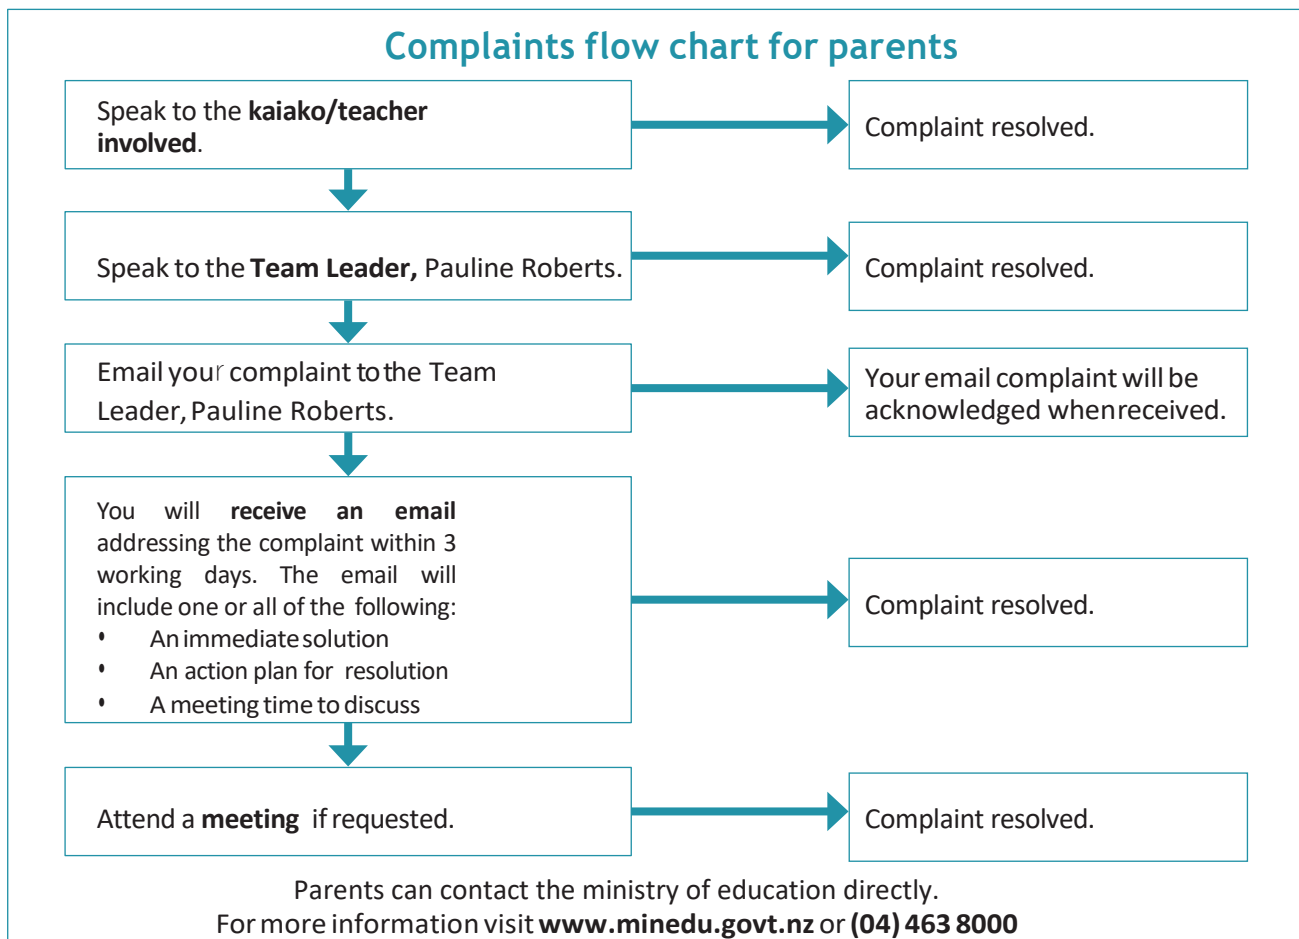 Complaints flow chart for parents
Speak to the kaiako/teacher
involved.
Complaint resolved.
Speak to the Team Leader, Pauline Roberts.
Complaint resolved.
Email your complaint to the Team
Leader, Pauline Roberts.
Your email complaint will be
acknowledged when received.
You will receive an email
addressing the complaint within 3
working days. The email will
include one or all of the following:
• An immediate solution
• An action plan for resolution
• A meeting time to discuss
Complaint resolved.
Attend a meeting if requested.
Complaint resolved.
Parents can contact the ministry of education directly.
For more information visit www.minedu.govt.nz or (04) 463 8000